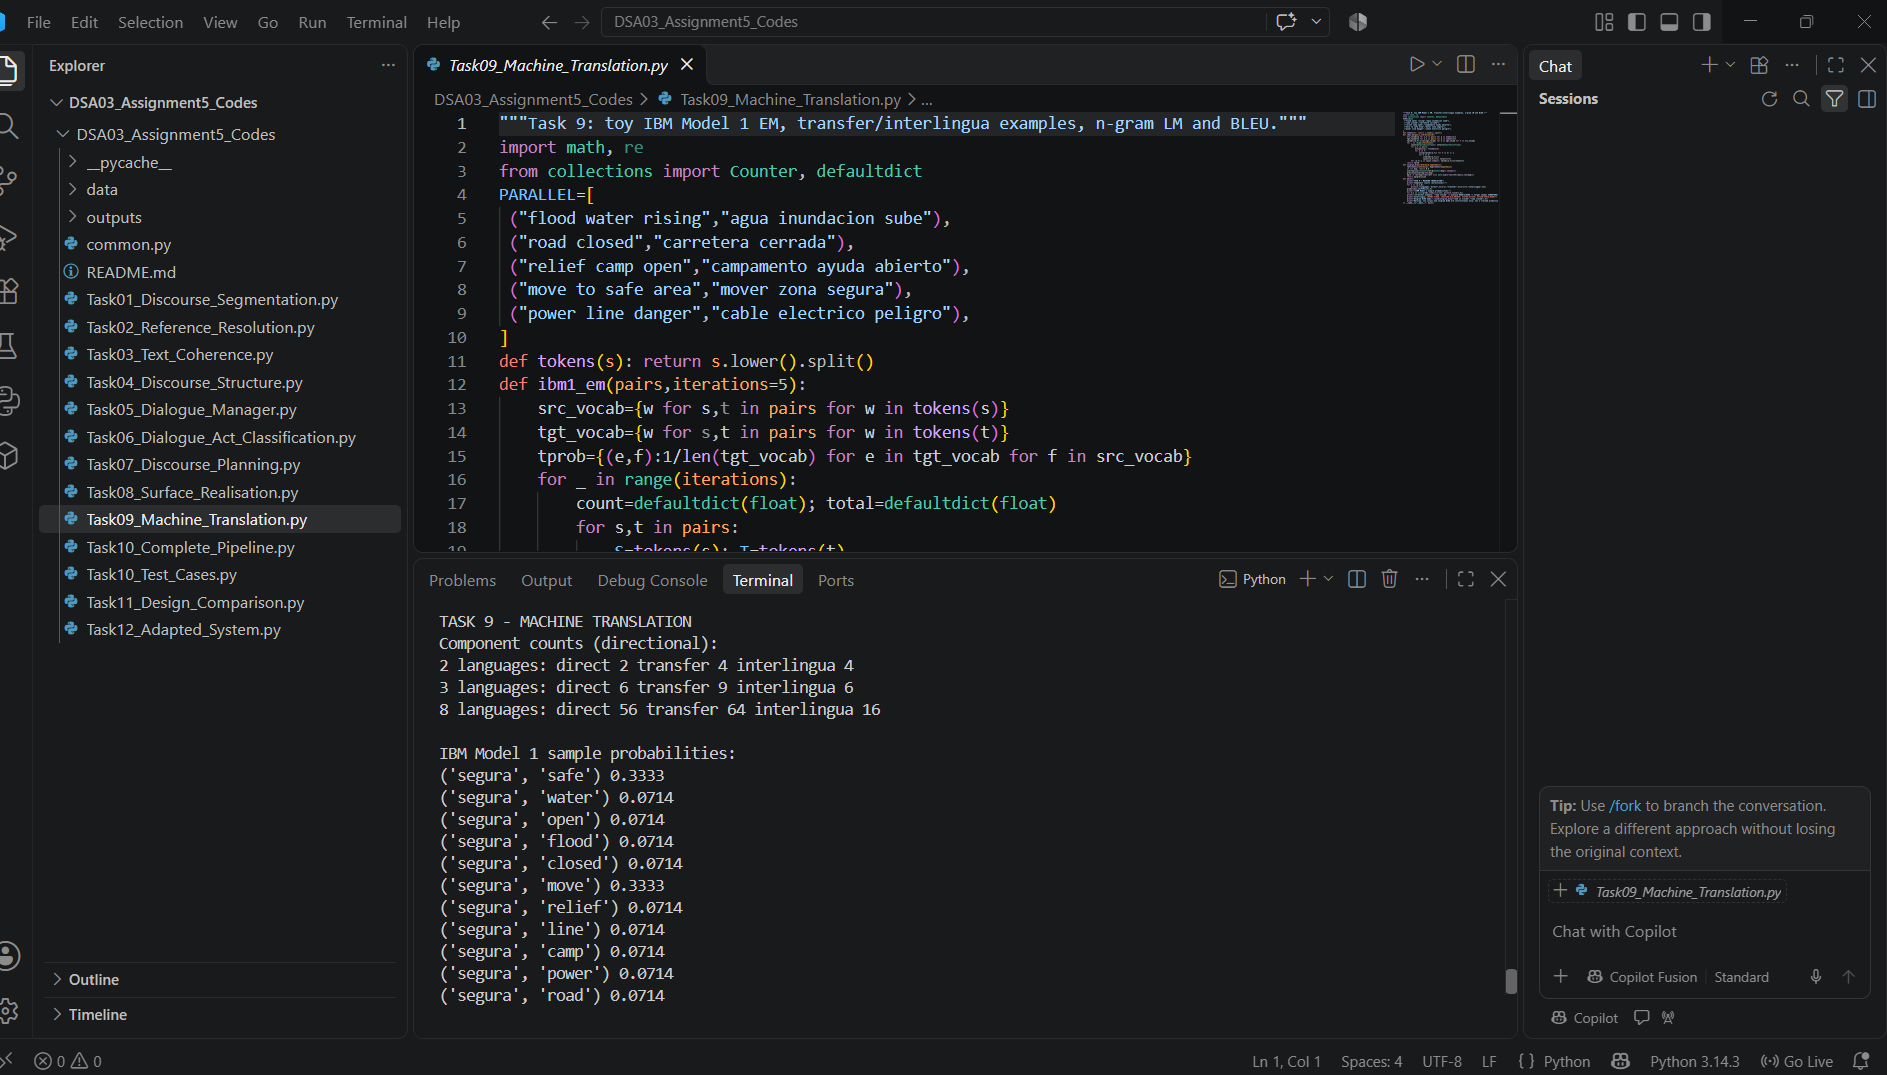 File Edit Selection View Go Run Terminal Help
DSA03_Assignment5_Codes
Explorer
DSA03_Assignment5_Codes
DSA03_Assignment5_Codes
__pycache__
data
outputs
common.py
README.md
Task01_Discourse_Segmentation.py
Task02_Reference_Resolution.py
Task03_Text_Coherence.py
Task04_Discourse_Structure.py
Task05_Dialogue_Manager.py
Task06_Dialogue_Act_Classification.py
Task07_Discourse_Planning.py
Task08_Surface_Realisation.py
Task09_Machine_Translation.py
Task10_Complete_Pipeline.py
Task10_Test_Cases.py
Task11_Design_Comparison.py
Task12_Adapted_System.py
Outline
Timeline
Task09_Machine_Translation.py
DSA03_Assignment5_Codes > Task09_Machine_Translation.py > ...
1 """Task 9: toy IBM Model 1 EM, transfer/interlingua examples, n-gram LM and BLEU."""
2 import math, re
3 from collections import Counter, defaultdict
4 PARALLEL=[
5 ("flood water rising","agua inundacion sube"),
6 ("road closed","carretera cerrada"),
7 ("relief camp open","campamento ayuda abierto"),
8 ("move to safe area","mover zona segura"),
9 ("power line danger","cable electrico peligro"),
10 ]
11 def tokens(s): return s.lower().split()
12 def ibm1_em(pairs,iterations=5):
13 src_vocab={w for s,t in pairs for w in tokens(s)}
14 tgt_vocab={w for s,t in pairs for w in tokens(t)}
15 tprob={(e,f):1/len(tgt_vocab) for e in tgt_vocab for f in src_vocab}
16 for _ in range(iterations):
17 count=defaultdict(float); total=defaultdict(float)
18 for s,t in pairs:
19 S=tokens(s); T=tokens(t)
Problems Output Debug Console Terminal Ports
Python
TASK 9 - MACHINE TRANSLATION
Component counts (directional):
2 languages: direct 2 transfer 4 interlingua 4
3 languages: direct 6 transfer 9 interlingua 6
8 languages: direct 56 transfer 64 interlingua 16
IBM Model 1 sample probabilities:
('segura', 'safe') 0.3333
('segura', 'water') 0.0714
('segura', 'open') 0.0714
('segura', 'flood') 0.0714
('segura', 'closed') 0.0714
('segura', 'move') 0.3333
('segura', 'relief') 0.0714
('segura', 'line') 0.0714
('segura', 'camp') 0.0714
('segura', 'power') 0.0714
('segura', 'road') 0.0714
Chat
Sessions
Tip: Use /fork to branch the conversation.
Explore a different approach without losing
the original context.
Task09_Machine_Translation.py
Chat with Copilot
Copilot Fusion Standard
Copilot
0 0
Ln 1, Col 1 Spaces: 4 UTF-8 LF {} Python Python 3.14.3 Go Live